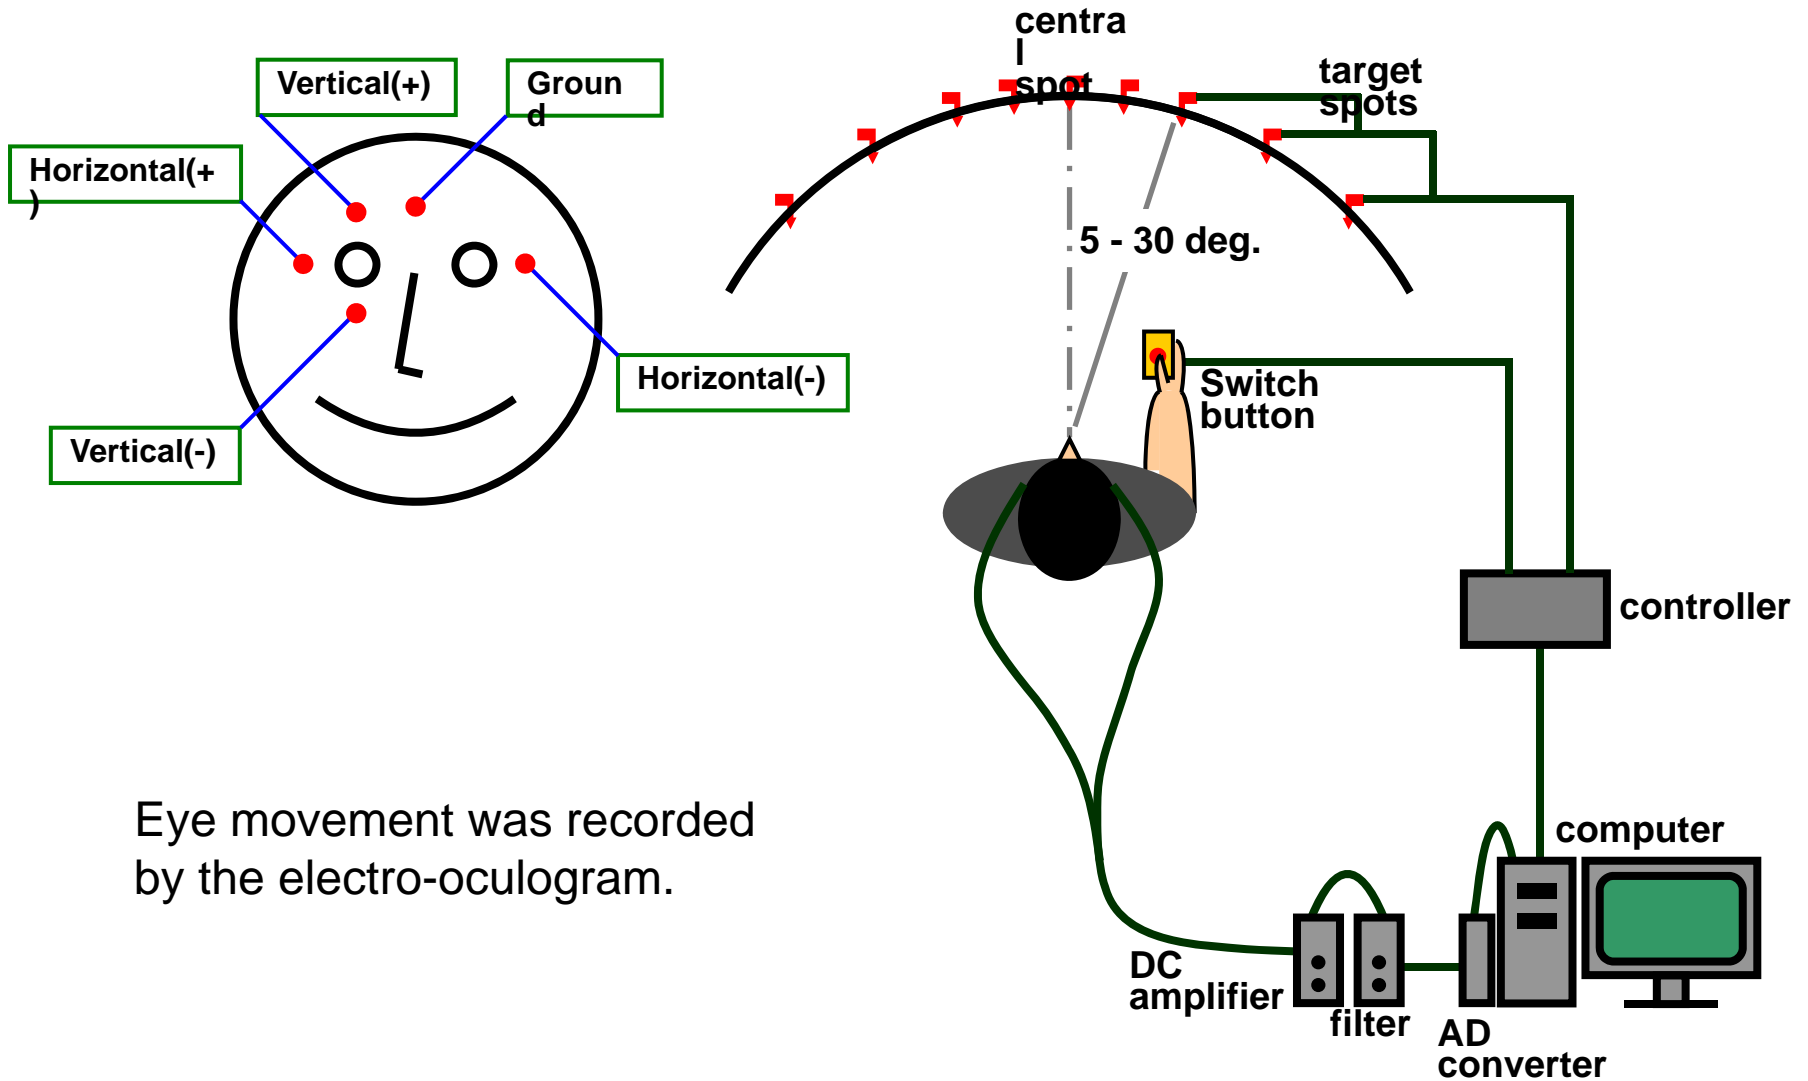 centra
l
spot
target
spots
Vertical(+)
Groun
d
Horizontal(+
)
5 - 30 deg.
Horizontal(-)
Switch
button
Vertical(-)
controller
Eye movement was recorded
by the electro-oculogram.
computer
DC
amplifier
filter
AD
converter